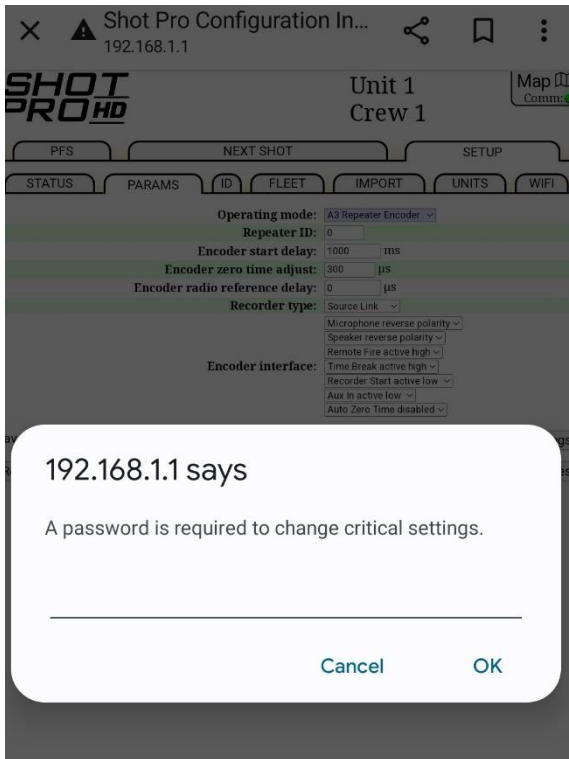 Shot Pro Configuration In...
192.168.1.1
SHOT
PRO HD
Unit 1
Crew 1
Map
Comm:
PFS
NEXT SHOT
SETUP
STATUS
PARAMS
ID
FLEET
IMPORT
UNITS
WIFI
Operating mode: A3 Repeater Encoder
Repeater ID: 0
Encoder start delay: 1000 ms
Encoder zero time adjust: 300 µs
Encoder radio reference delay: 0 µs
Recorder type: Source Link
Encoder interface:
Microphone reverse polarity
Speaker reverse polarity
Remote Fire active high
Time Break active high
Recorder Start active low
Aux In active low
Auto Zero Time disabled
192.168.1.1 says
A password is required to change critical settings.
Cancel
OK